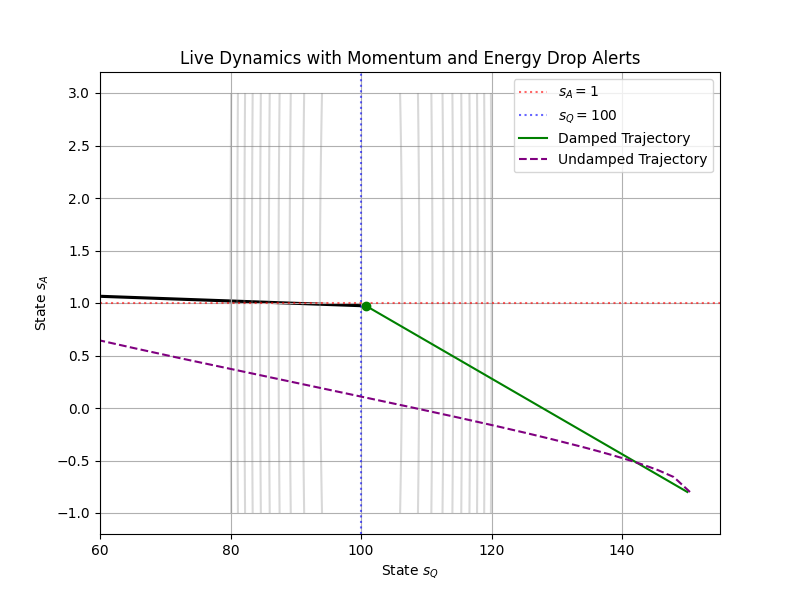 Live Dynamics with Momentum and Energy Drop Alerts
3.0
2.5
2.0
1.5
1.0
0.5
0.0
−0.5
−1.0
State s_A
s_A = 1
s_Q = 100
Damped Trajectory
Undamped Trajectory
60
80
100
120
140
State s_Q